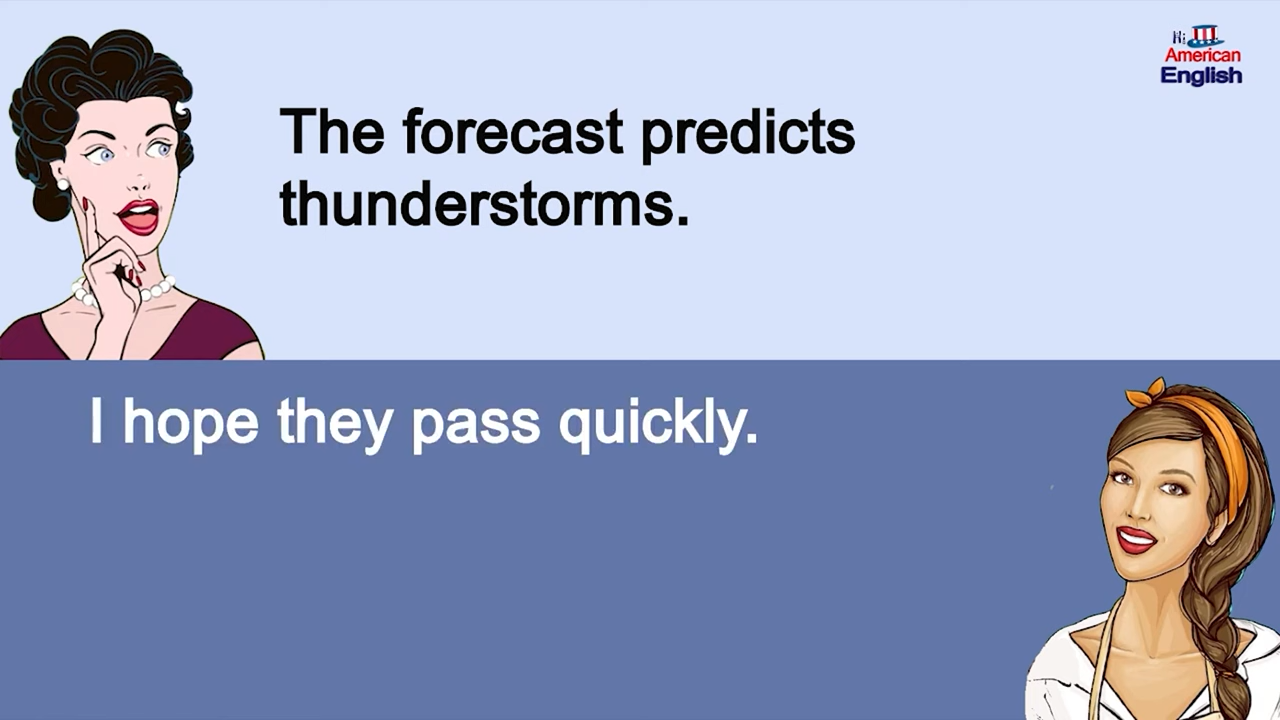 Hi
American
English
The forecast predicts
thunderstorms.
I hope they pass quickly.